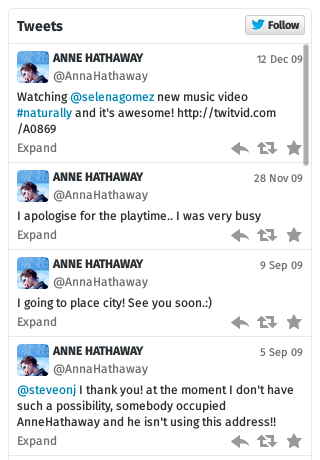 Tweets
Follow
ANNE HATHAWAY
12 Dec 09
@AnnaHathaway
Watching @selenagomez new music video
#naturally and it's awesome! http://twitvid.com
/A0869
Expand
ANNE HATHAWAY
28 Nov 09
@AnnaHathaway
I apologise for the playtime.. I was very busy
Expand
ANNE HATHAWAY
9 Sep 09
@AnnaHathaway
I going to place city! See you soon.:)
Expand
ANNE HATHAWAY
5 Sep 09
@AnnaHathaway
@steveonj I thank you! at the moment I don't have
such a possibility, somebody occupied
AnneHathaway and he isn't using this address!!
Expand